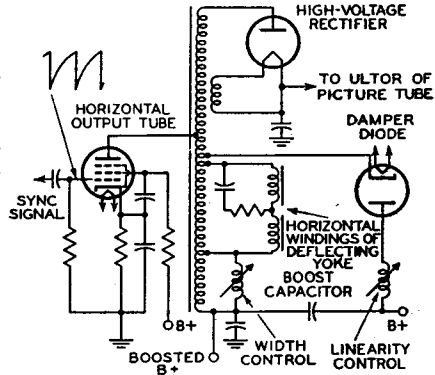 HIGH-VOLTAGE
RECTIFIER
B+
TO ULTOR OF
PICTURE TUBE
HORIZONTAL
OUTPUT TUBE
DAMPER
DIODE
SYNC
SIGNAL
HORIZONTAL
WINDINGS OF
DEFLECTING
YOKE
BOOST
CAPACITOR
B+
B+
WIDTH
CONTROL
LINEARITY
CONTROL
BOOSTED
B+